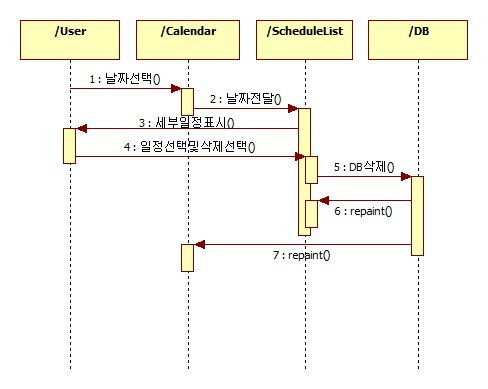 /User
/Calendar
/ScheduleList
/DB
1 : 날짜선택()
2 : 날짜전달()
3 : 세부일정표시()
4 : 일정선택및삭제선택()
5 : DB삭제()
6 : repaint()
7 : repaint()